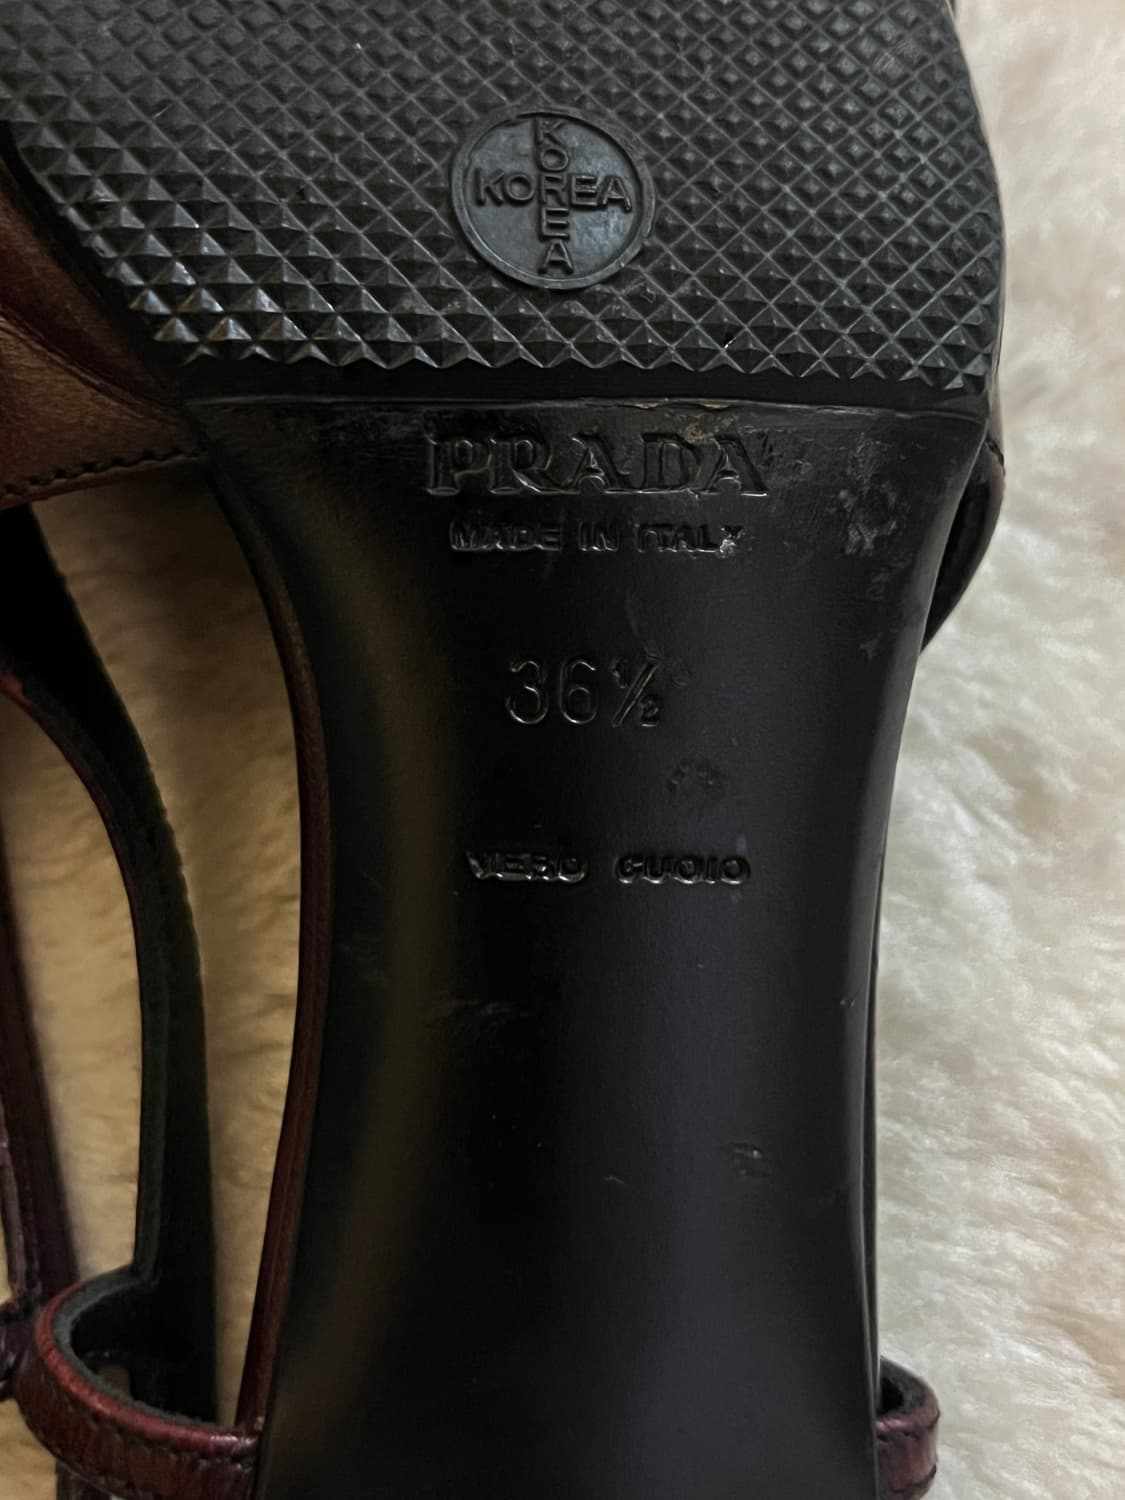 KOREA
KOREA
PRADA
MADE IN ITALY
36½
VERO CUOIO